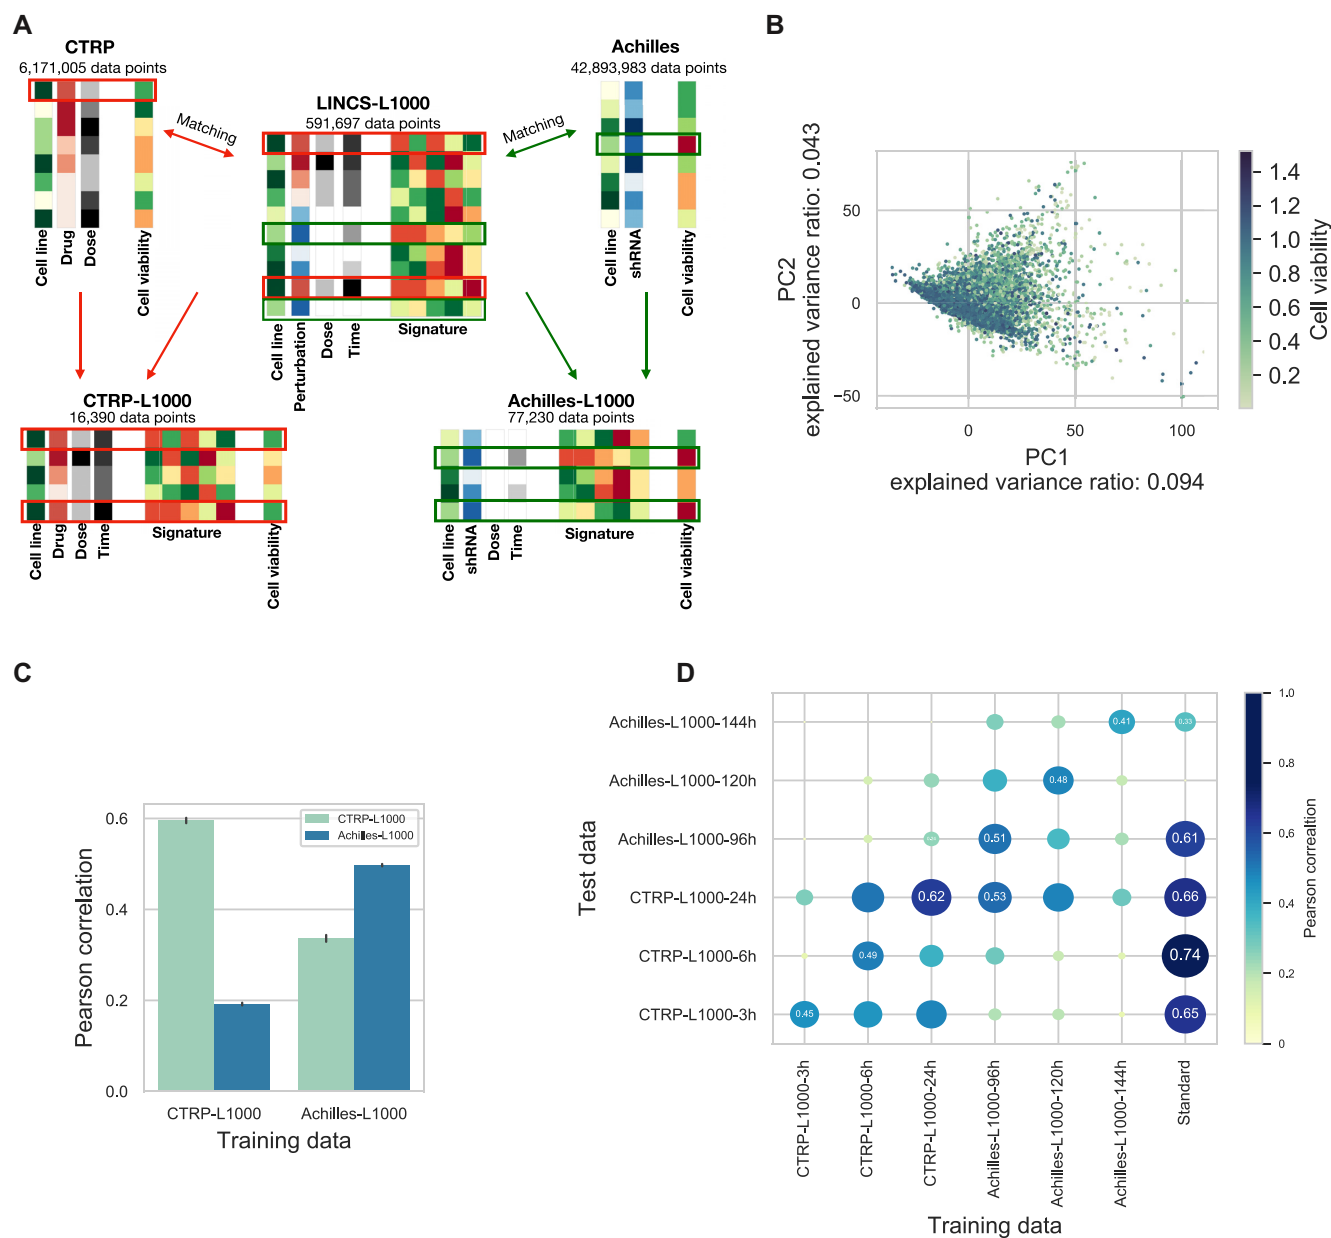 A
CTRP
6,171,005 data points
Matching
LINCS-L1000
591,697 data points
Matching
Achilles
42,893,983 data points
Cell line
Drug
Dose
Cell viability
Cell line
Perturbation
Dose
Time
Signature
Cell line
shRNA
Cell viability
CTRP-L1000
16,390 data points
Cell line
Drug
Dose
Time
Signature
Cell viability
Achilles-L1000
77,230 data points
Cell line
shRNA
Dose
Time
Signature
Cell viability
B
PC2
explained variance ratio: 0.043
50
0
−50
0
50
100
PC1
explained variance ratio: 0.094
1.4
1.2
1.0
0.8
0.6
0.4
0.2
Cell viability
C
Pearson correlation
0.6
0.4
0.2
0.0
CTRP-L1000
Achilles-L1000
CTRP-L1000
Achilles-L1000
Training data
D
Test data
Achilles-L1000-144h
Achilles-L1000-120h
Achilles-L1000-96h
CTRP-L1000-24h
CTRP-L1000-6h
CTRP-L1000-3h
0.41
0.33
0.48
0.51
0.61
0.62
0.53
0.66
0.49
0.74
0.45
0.65
CTRP-L1000-3h
CTRP-L1000-6h
CTRP-L1000-24h
Achilles-L1000-96h
Achilles-L1000-120h
Achilles-L1000-144h
Standard
Training data
1.0
0.8
0.6
0.4
0.2
0
Pearson correaltion